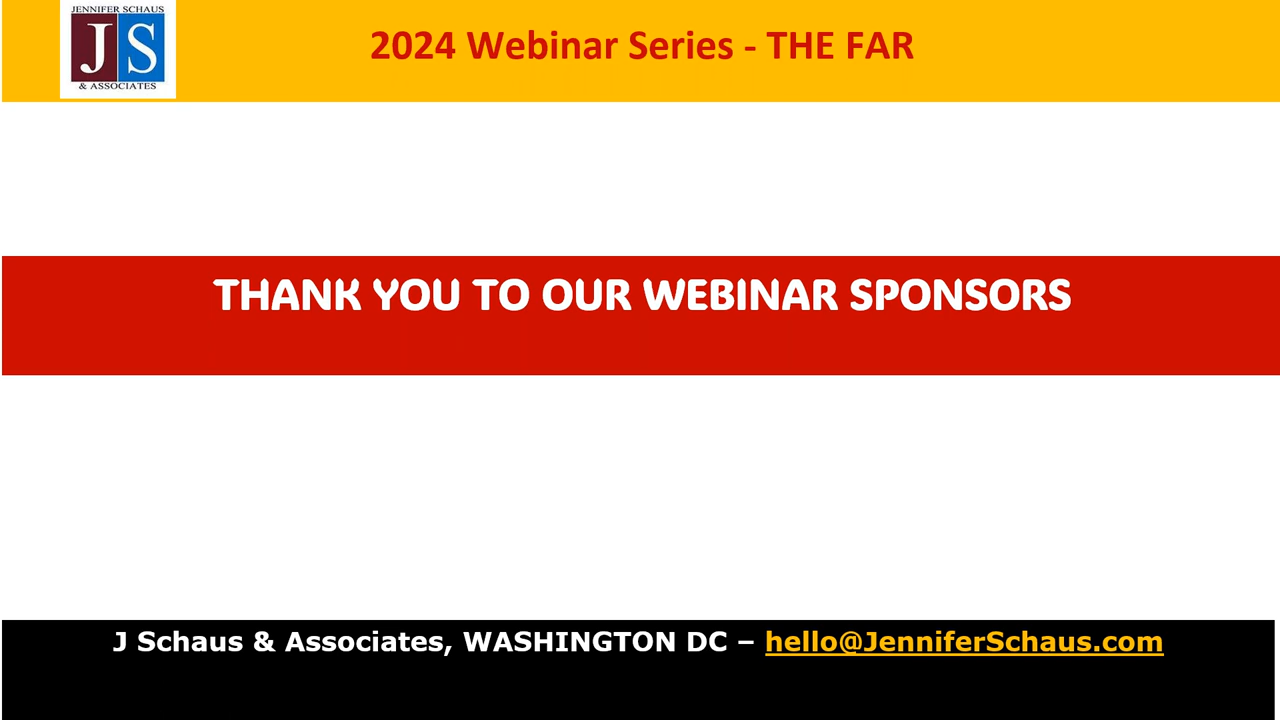 JENNIFER SCHAUS
JS
& ASSOCIATES
2024 Webinar Series - THE FAR
THANK YOU TO OUR WEBINAR SPONSORS
J Schaus & Associates, WASHINGTON DC – hello@JenniferSchaus.com